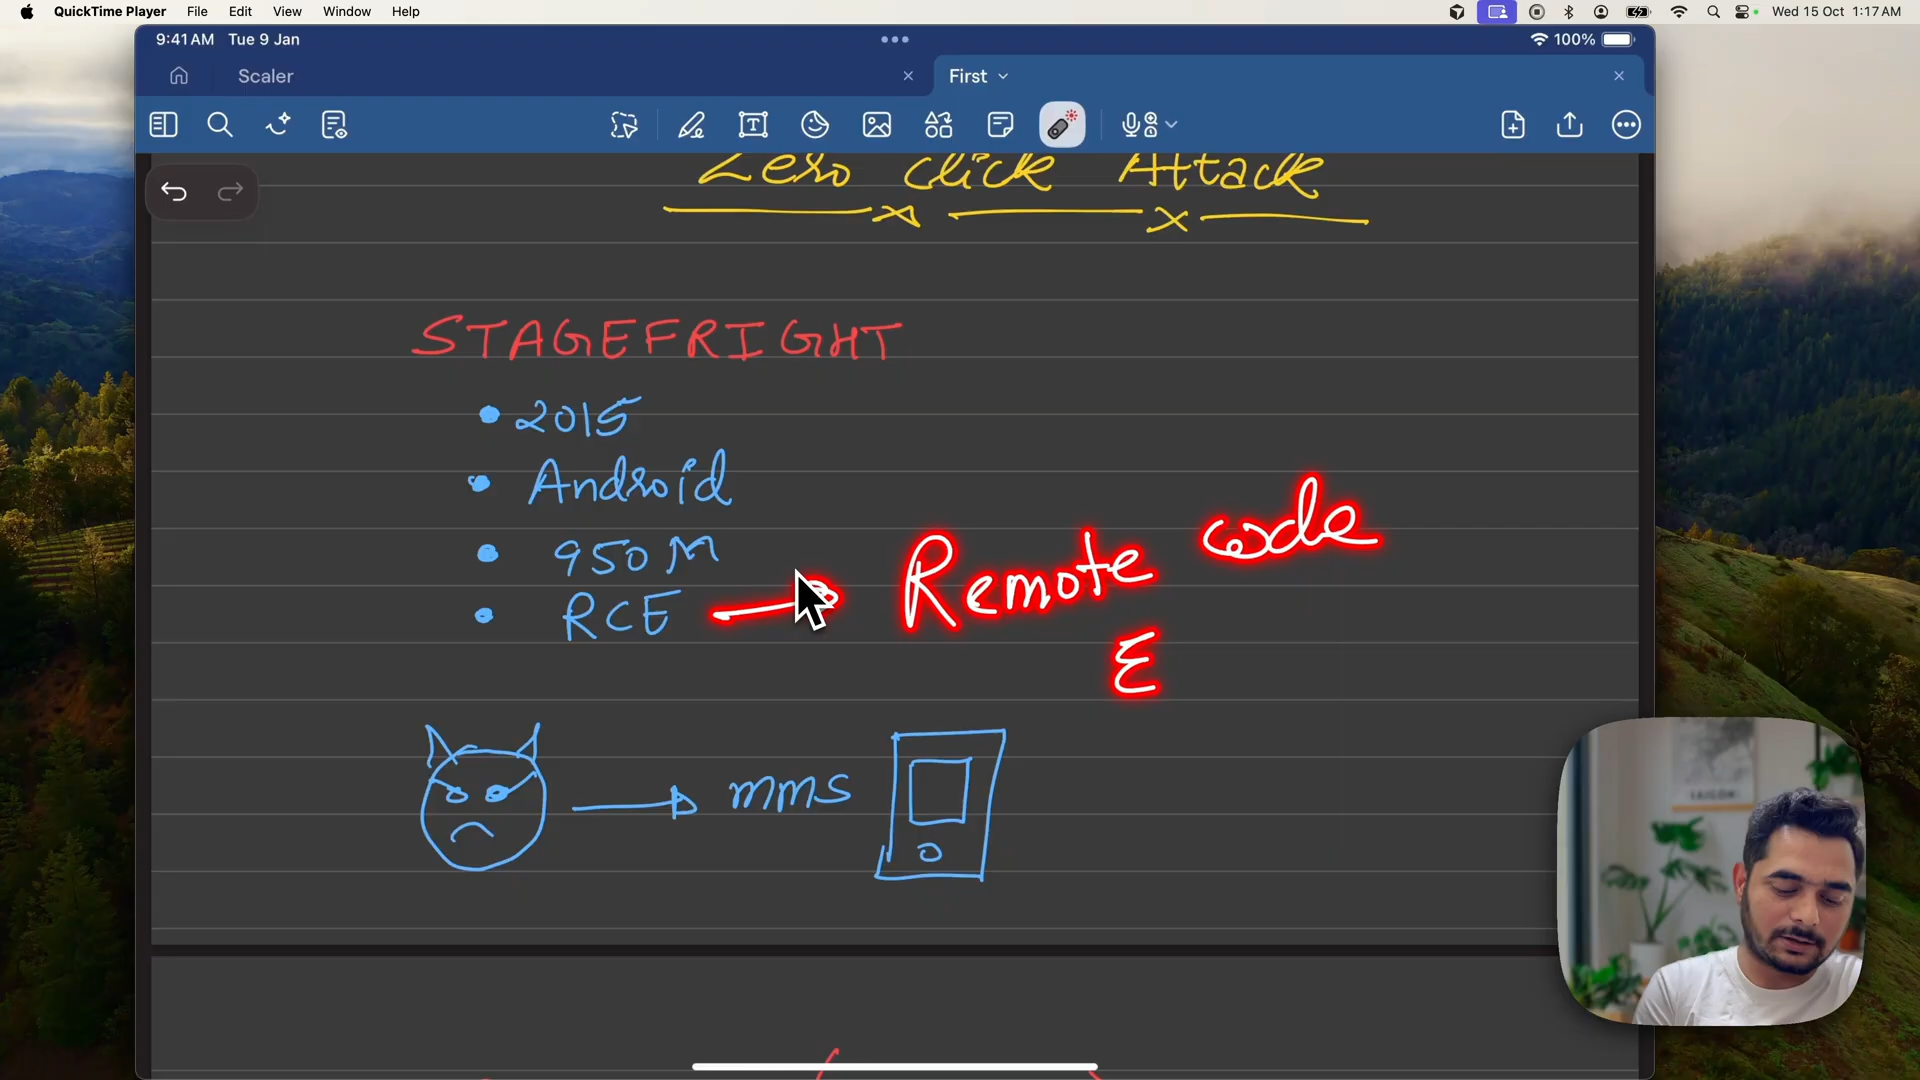 QuickTime Player File Edit View Window Help Wed 15 Oct 1:17 AM
9:41 AM Tue 9 Jan 100%
Scaler First
Zero Click Attack
STAGEFRIGHT
2015
Android
950 M
RCE Remote code
E
mms